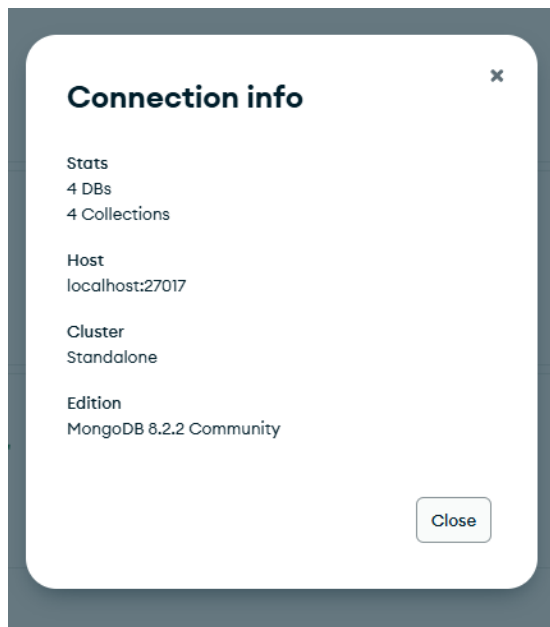 Connection info
Stats
4 DBs
4 Collections
Host
localhost:27017
Cluster
Standalone
Edition
MongoDB 8.2.2 Community
Close